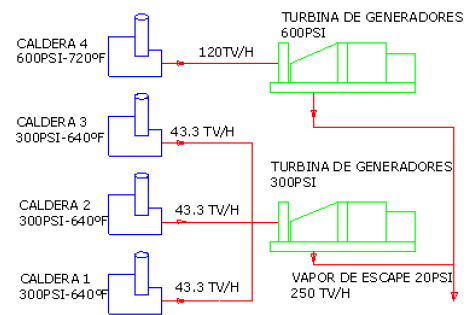 TURBINA DE GENERADORES
600PSI
CALDERA 4
600PSI-720ºF
120TV/H
CALDERA 3
300PSI-640ºF
43.3 TV/H
TURBINA DE GENERADORES
300PSI
CALDERA 2
300PSI-640ºF
43.3 TV/H
CALDERA 1
300PSI-640ºF
43.3 TV/H
VAPOR DE ESCAPE 20PSI
250 TV/H